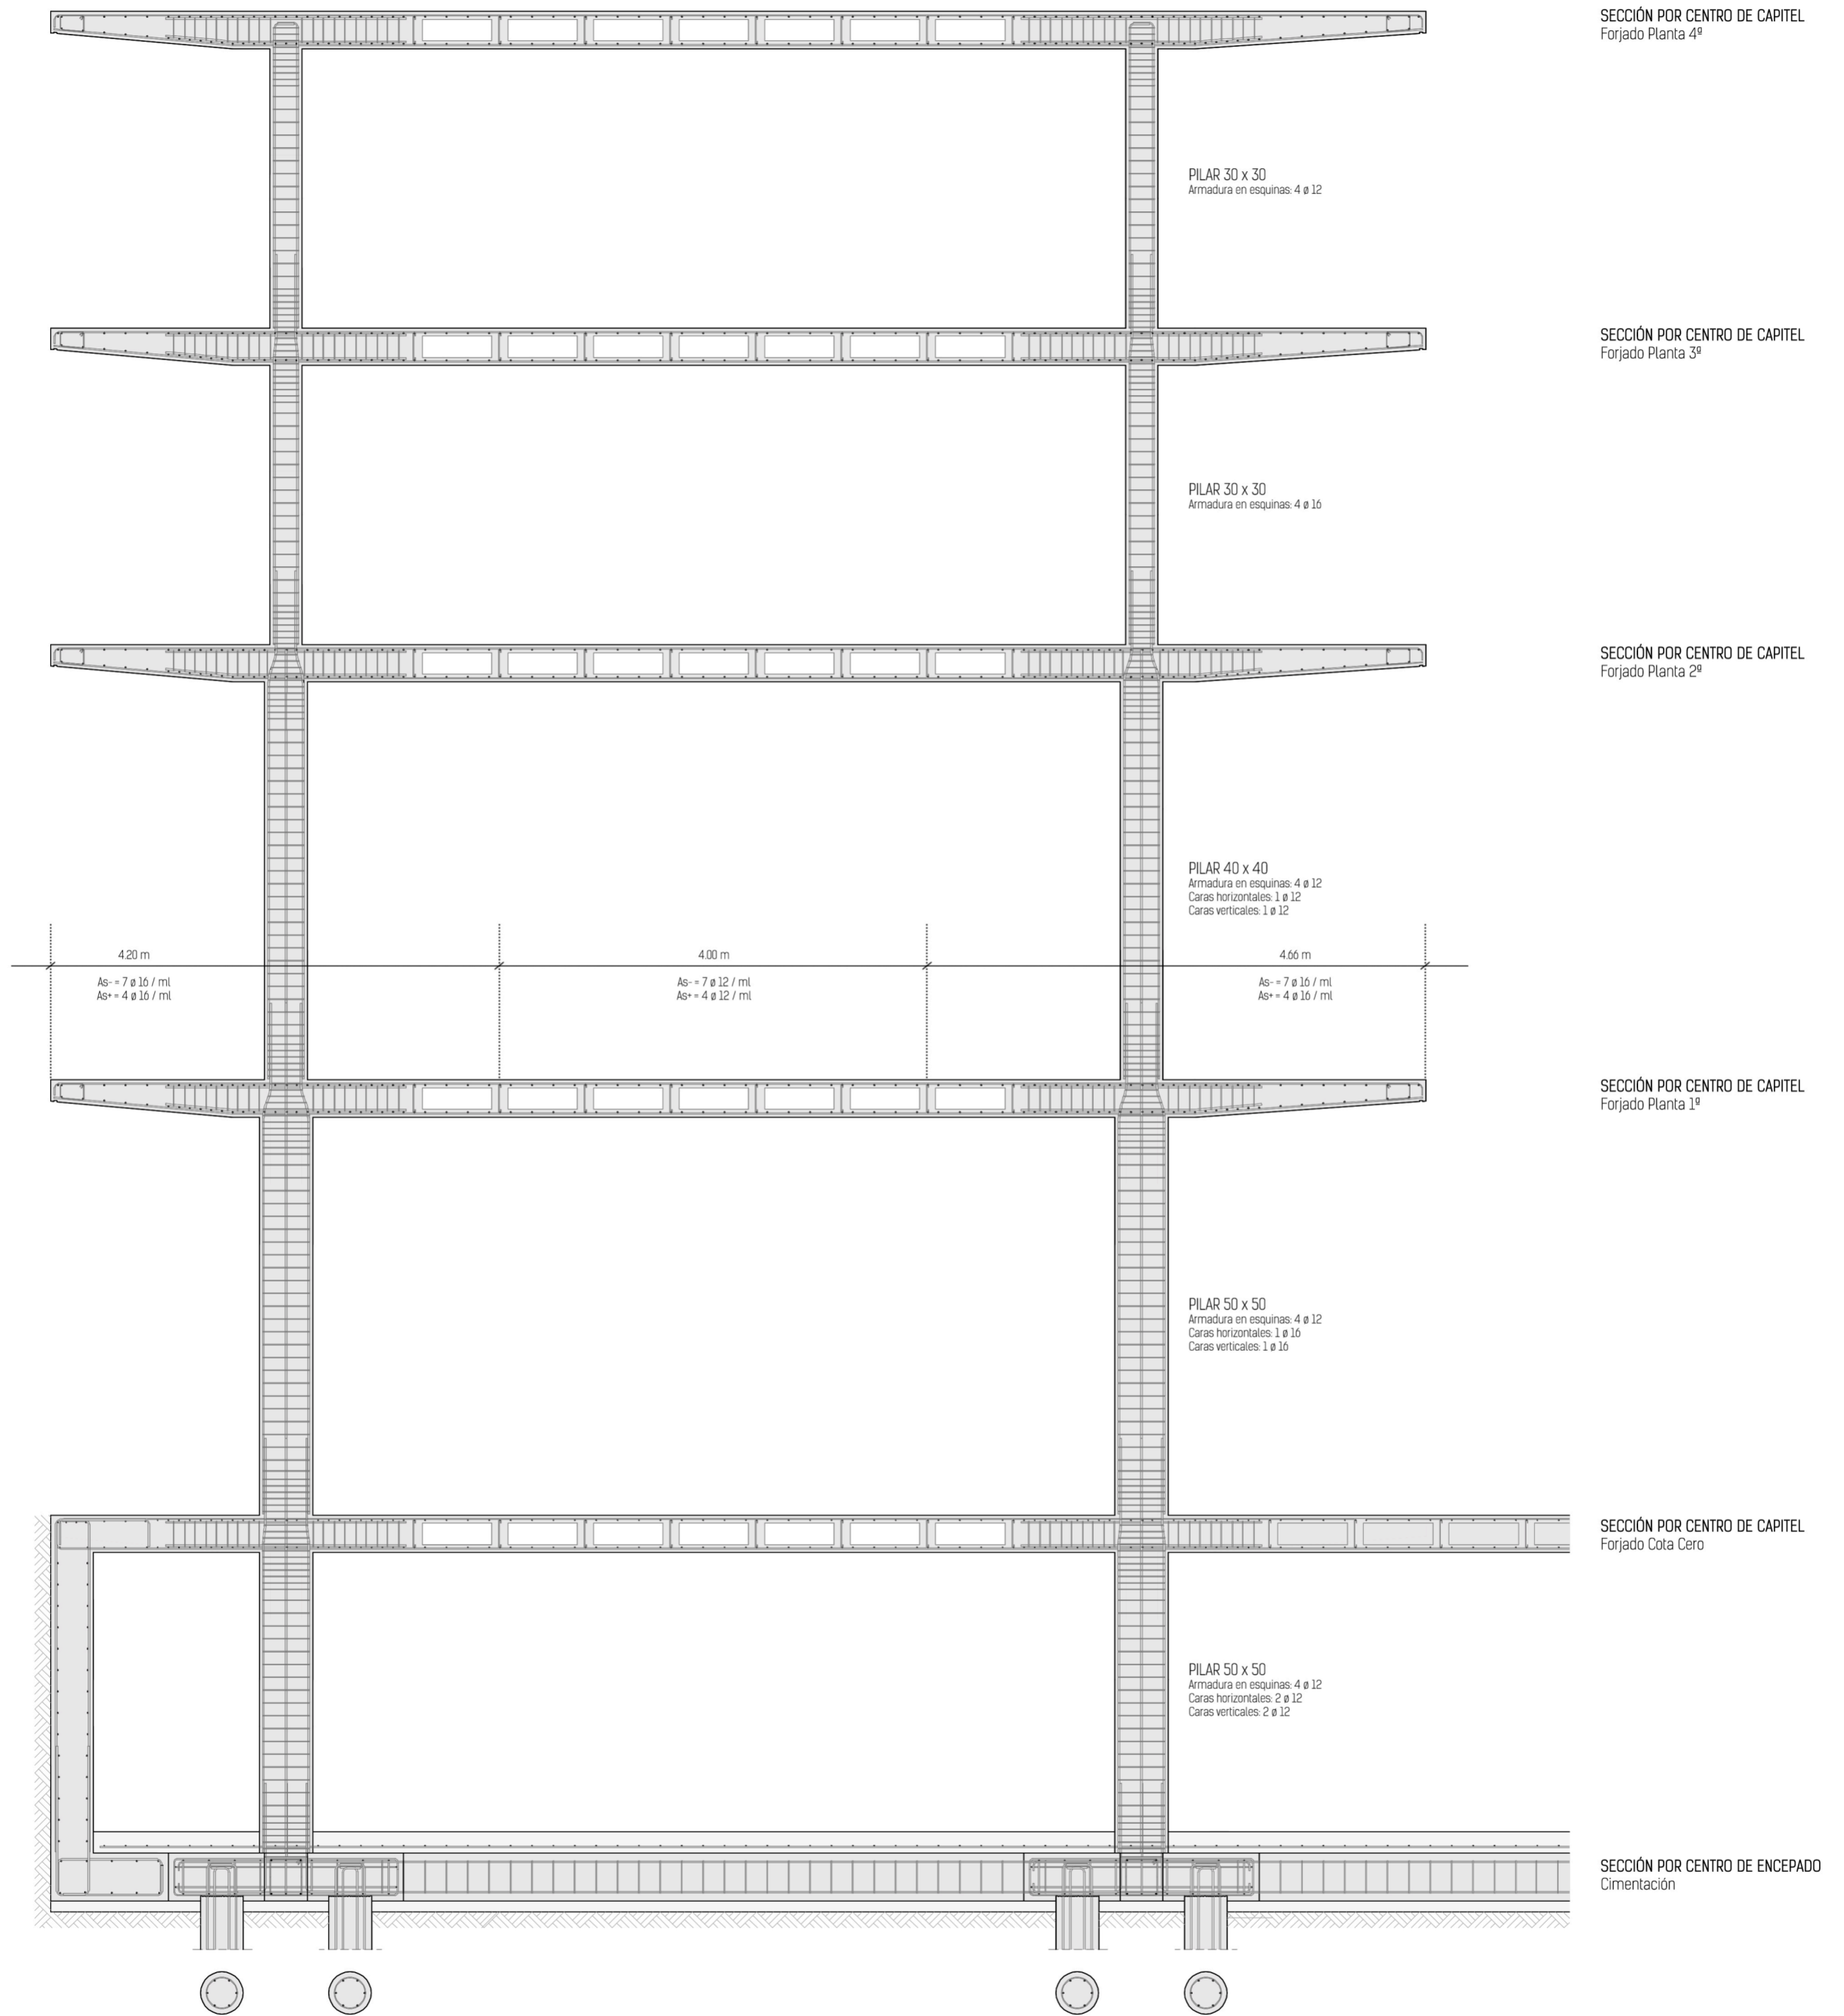 SECCIÓN POR CENTRO DE CAPITEL
Forjado Planta 4ª
PILAR 30 x 30
Armadura en esquinas: 4 ø 12
SECCIÓN POR CENTRO DE CAPITEL
Forjado Planta 3ª
PILAR 30 x 30
Armadura en esquinas: 4 ø 16
SECCIÓN POR CENTRO DE CAPITEL
Forjado Planta 2ª
PILAR 40 x 40
Armadura en esquinas: 4 ø 12
Caras horizontales: 1 ø 12
Caras verticales: 1 ø 12
4.20 m
4.00 m
4.66 m
As- = 7 ø 16 / ml
As+ = 4 ø 16 / ml
As- = 7 ø 12 / ml
As+ = 4 ø 12 / ml
As- = 7 ø 16 / ml
As+ = 4 ø 16 / ml
SECCIÓN POR CENTRO DE CAPITEL
Forjado Planta 1ª
PILAR 50 x 50
Armadura en esquinas: 4 ø 12
Caras horizontales: 1 ø 16
Caras verticales: 1 ø 16
SECCIÓN POR CENTRO DE CAPITEL
Forjado Cota Cero
PILAR 50 x 50
Armadura en esquinas: 4 ø 12
Caras horizontales: 2 ø 12
Caras verticales: 2 ø 12
SECCIÓN POR CENTRO DE ENCEPADO
Cimentación